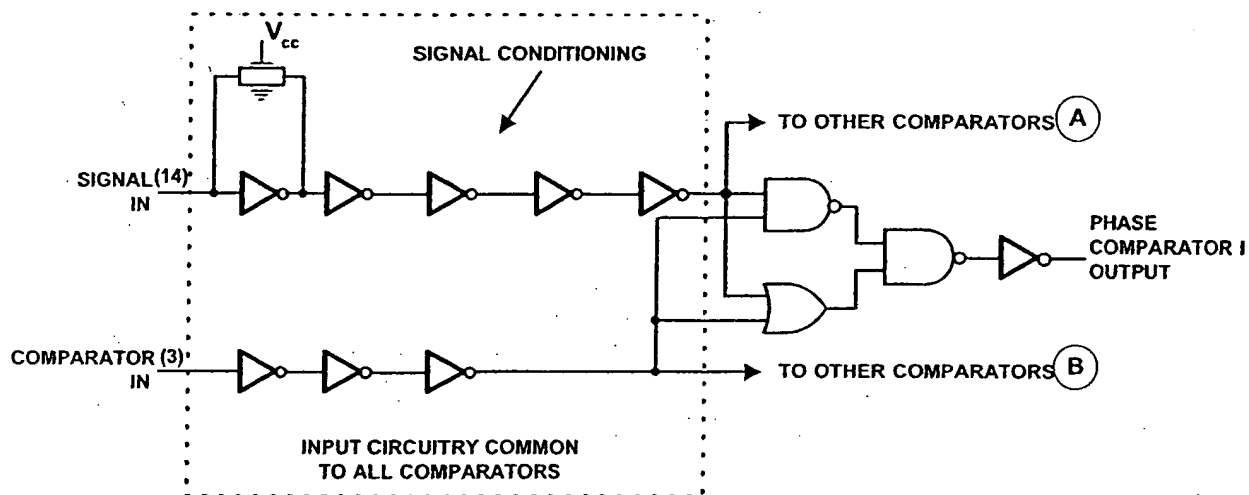 Vcc
SIGNAL CONDITIONING
TO OTHER COMPARATORS A
SIGNAL (14)
IN
PHASE
COMPARATOR I
OUTPUT
COMPARATOR (3)
IN
TO OTHER COMPARATORS B
INPUT CIRCUITRY COMMON
TO ALL COMPARATORS